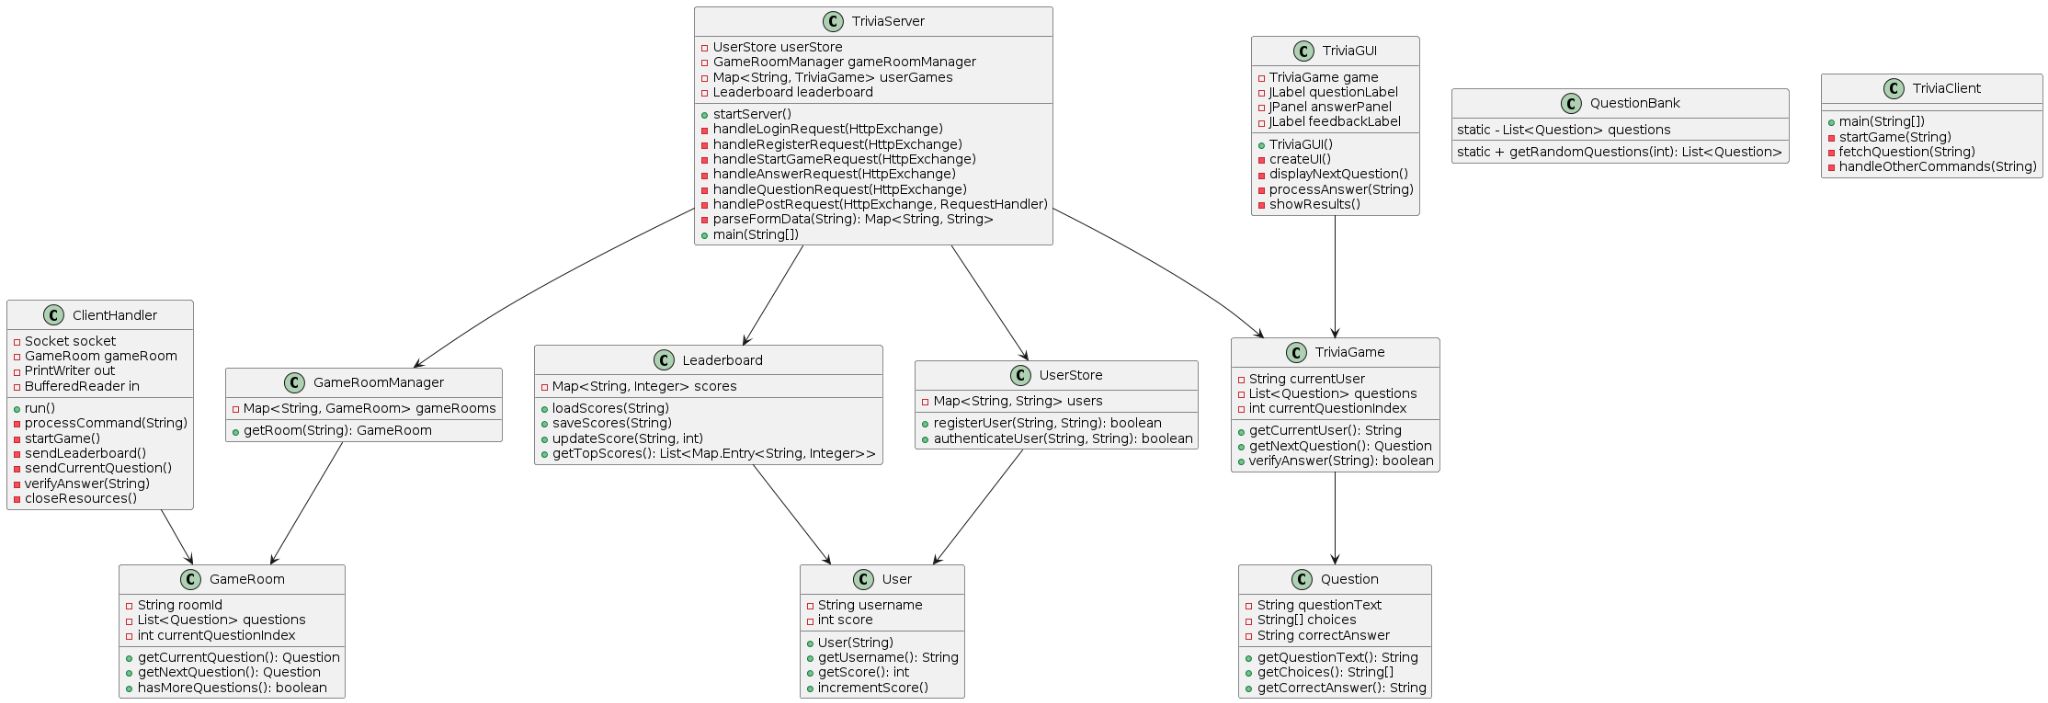 C TriviaServer
UserStore userStore
GameRoomManager gameRoomManager
Map<String, TriviaGame> userGames
Leaderboard leaderboard
startServer()
handleLoginRequest(HttpExchange)
handleRegisterRequest(HttpExchange)
handleStartGameRequest(HttpExchange)
handleAnswerRequest(HttpExchange)
handleQuestionRequest(HttpExchange)
handlePostRequest(HttpExchange, RequestHandler)
parseFormData(String): Map<String, String>
main(String[])
C TriviaGUI
TriviaGame game
JLabel questionLabel
JPanel answerPanel
JLabel feedbackLabel
TriviaGUI()
createUI()
displayNextQuestion()
processAnswer(String)
showResults()
C QuestionBank
static - List<Question> questions
static + getRandomQuestions(int): List<Question>
C TriviaClient
main(String[])
startGame(String)
fetchQuestion(String)
handleOtherCommands(String)
C ClientHandler
Socket socket
GameRoom gameRoom
PrintWriter out
BufferedReader in
run()
processCommand(String)
startGame()
sendLeaderboard()
sendCurrentQuestion()
verifyAnswer(String)
closeResources()
C GameRoomManager
Map<String, GameRoom> gameRooms
getRoom(String): GameRoom
C Leaderboard
Map<String, Integer> scores
loadScores(String)
saveScores(String)
updateScore(String, int)
getTopScores(): List<Map.Entry<String, Integer>>
C UserStore
Map<String, String> users
registerUser(String, String): boolean
authenticateUser(String, String): boolean
C TriviaGame
String currentUser
List<Question> questions
int currentQuestionIndex
getCurrentUser(): String
getNextQuestion(): Question
verifyAnswer(String): boolean
C GameRoom
String roomId
List<Question> questions
int currentQuestionIndex
getCurrentQuestion(): Question
getNextQuestion(): Question
hasMoreQuestions(): boolean
C User
String username
int score
User(String)
getUsername(): String
getScore(): int
incrementScore()
C Question
String questionText
String[] choices
String correctAnswer
getQuestionText(): String
getChoices(): String[]
getCorrectAnswer(): String